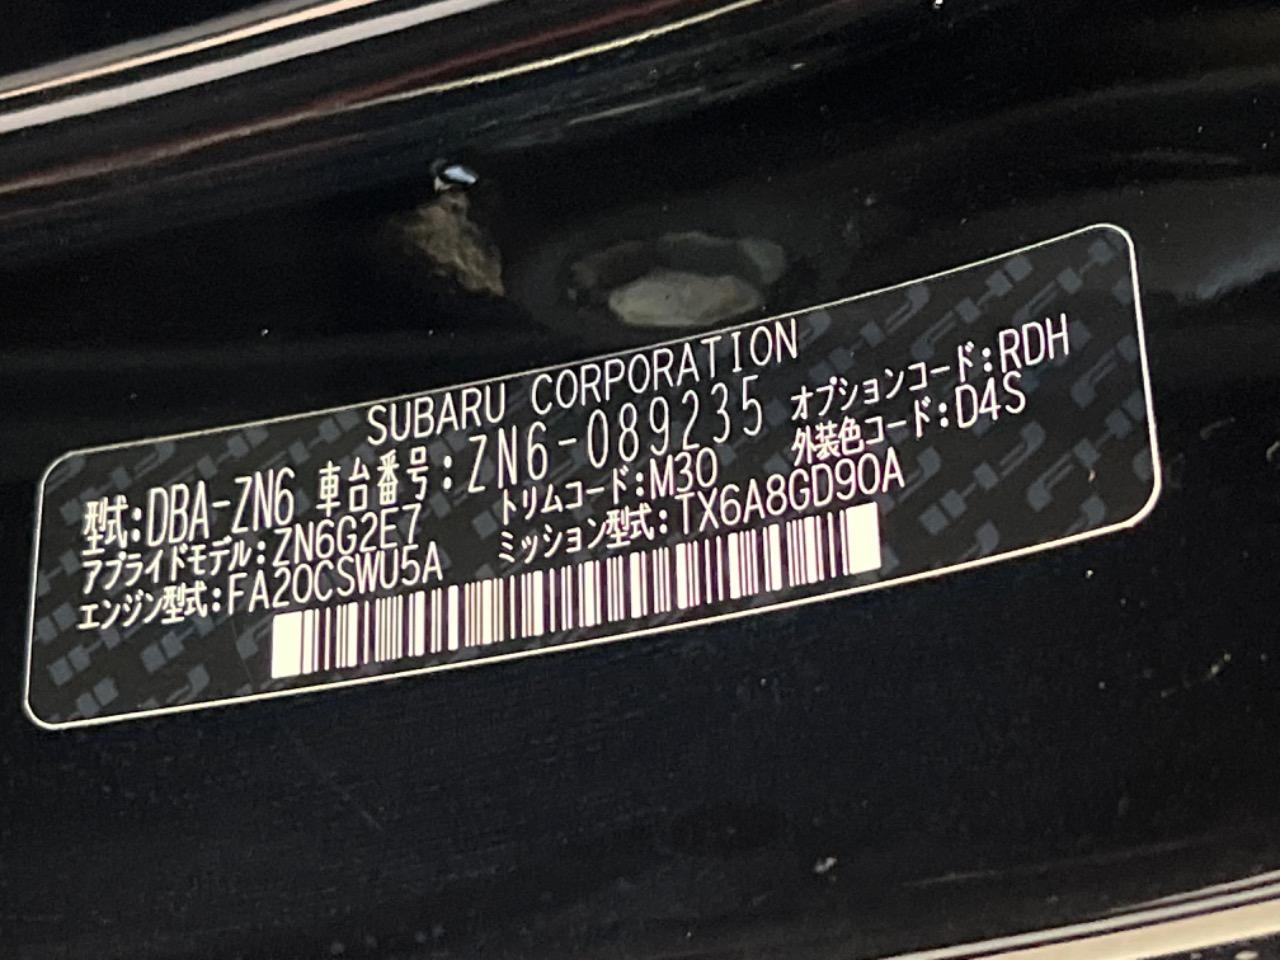 SUBARU CORPORATION
型式:DBA-ZN6 車台番号:ZN6-089235 オプションコード:RDH
アプライドモデル:ZN6G2E7 トリムコード:M30 外装色コード:D4S
エンジン型式:FA20CSWU5A ミッション型式:TX6A8GD90A